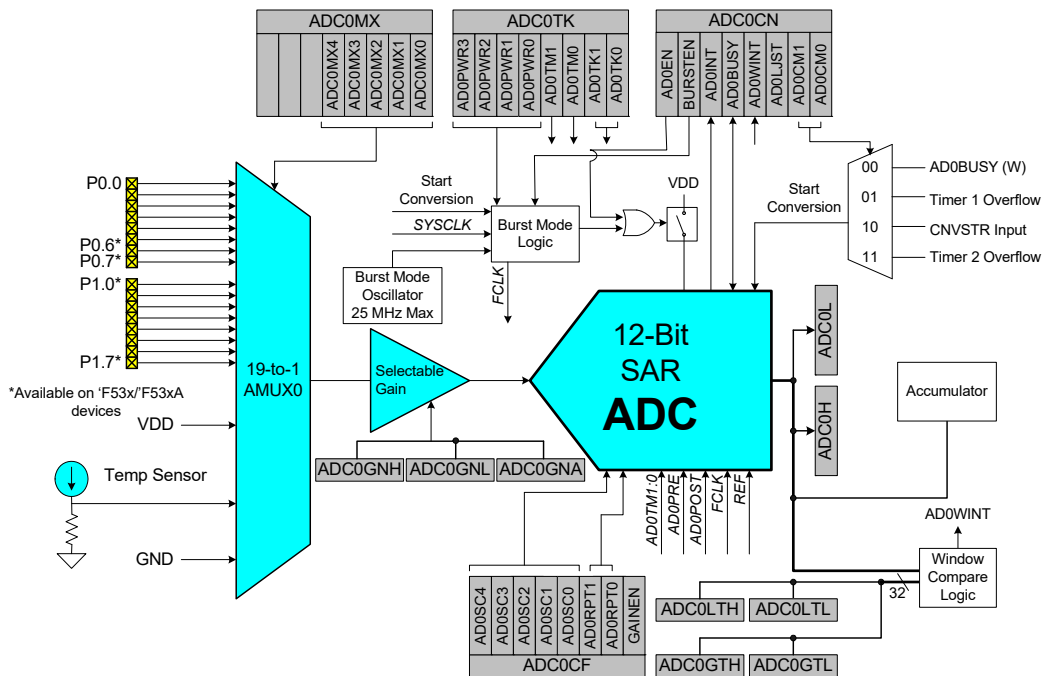 ADC0MX
ADC0MX4
ADC0MX3
ADC0MX2
ADC0MX1
ADC0MX0
ADC0TK
AD0PWR3
AD0PWR2
AD0PWR1
AD0PWR0
AD0TM1
AD0TM0
AD0TK1
AD0TK0
ADC0CN
AD0EN
BURSTEN
AD0INT
AD0BUSY
AD0WINT
AD0LJST
AD0CM1
AD0CM0
P0.0
P0.6*
P0.7*
P1.0*
P1.7*
*Available on 'F53x/'F53xA
devices
VDD
Temp Sensor
GND
19-to-1
AMUX0
Start
Conversion
SYSCLK
Burst Mode
Logic
Burst Mode
Oscillator
25 MHz Max
FCLK
VDD
Start
Conversion
00
01
10
11
AD0BUSY (W)
Timer 1 Overflow
CNVSTR Input
Timer 2 Overflow
Selectable
Gain
ADC0GNH
ADC0GNL
ADC0GNA
12-Bit
SAR
ADC
ADC0L
ADC0H
Accumulator
AD0TM1:0
AD0PRE
AD0POST
FCLK
REF
AD0WINT
Window
Compare
Logic
32
AD0SC4
AD0SC3
AD0SC2
AD0SC1
AD0SC0
AD0RPT1
AD0RPT0
GAINEN
ADC0CF
ADC0LTH
ADC0LTL
ADC0GTH
ADC0GTL